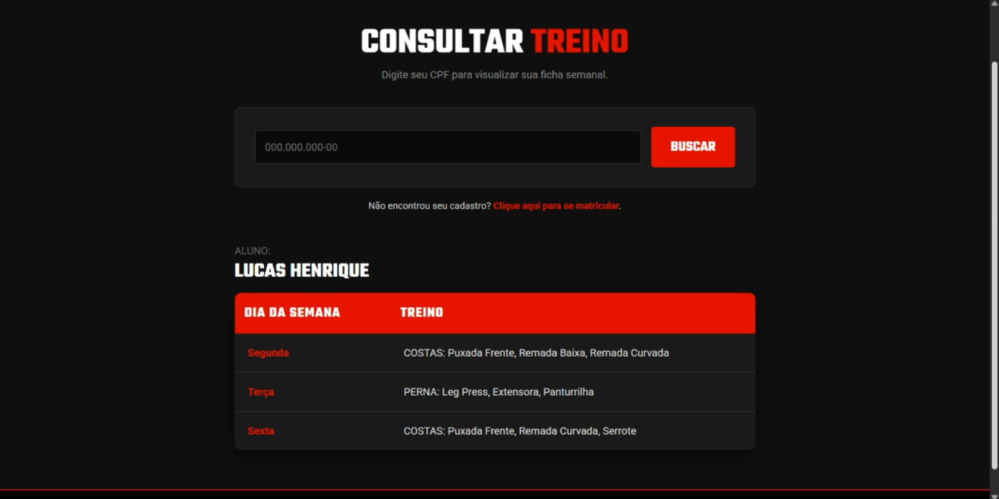 CONSULTAR TREINO
Digite seu CPF para visualizar sua ficha semanal.
000.000.000-00
BUSCAR
Não encontrou seu cadastro? Clique aqui para se matricular.
ALUNO:
LUCAS HENRIQUE
DIA DA SEMANA TREINO
Segunda COSTAS: Puxada Frente, Remada Baixa, Remada Curvada
Terça PERNA: Leg Press, Extensora, Panturrilha
Sexta COSTAS: Puxada Frente, Remada Curvada, Serrote